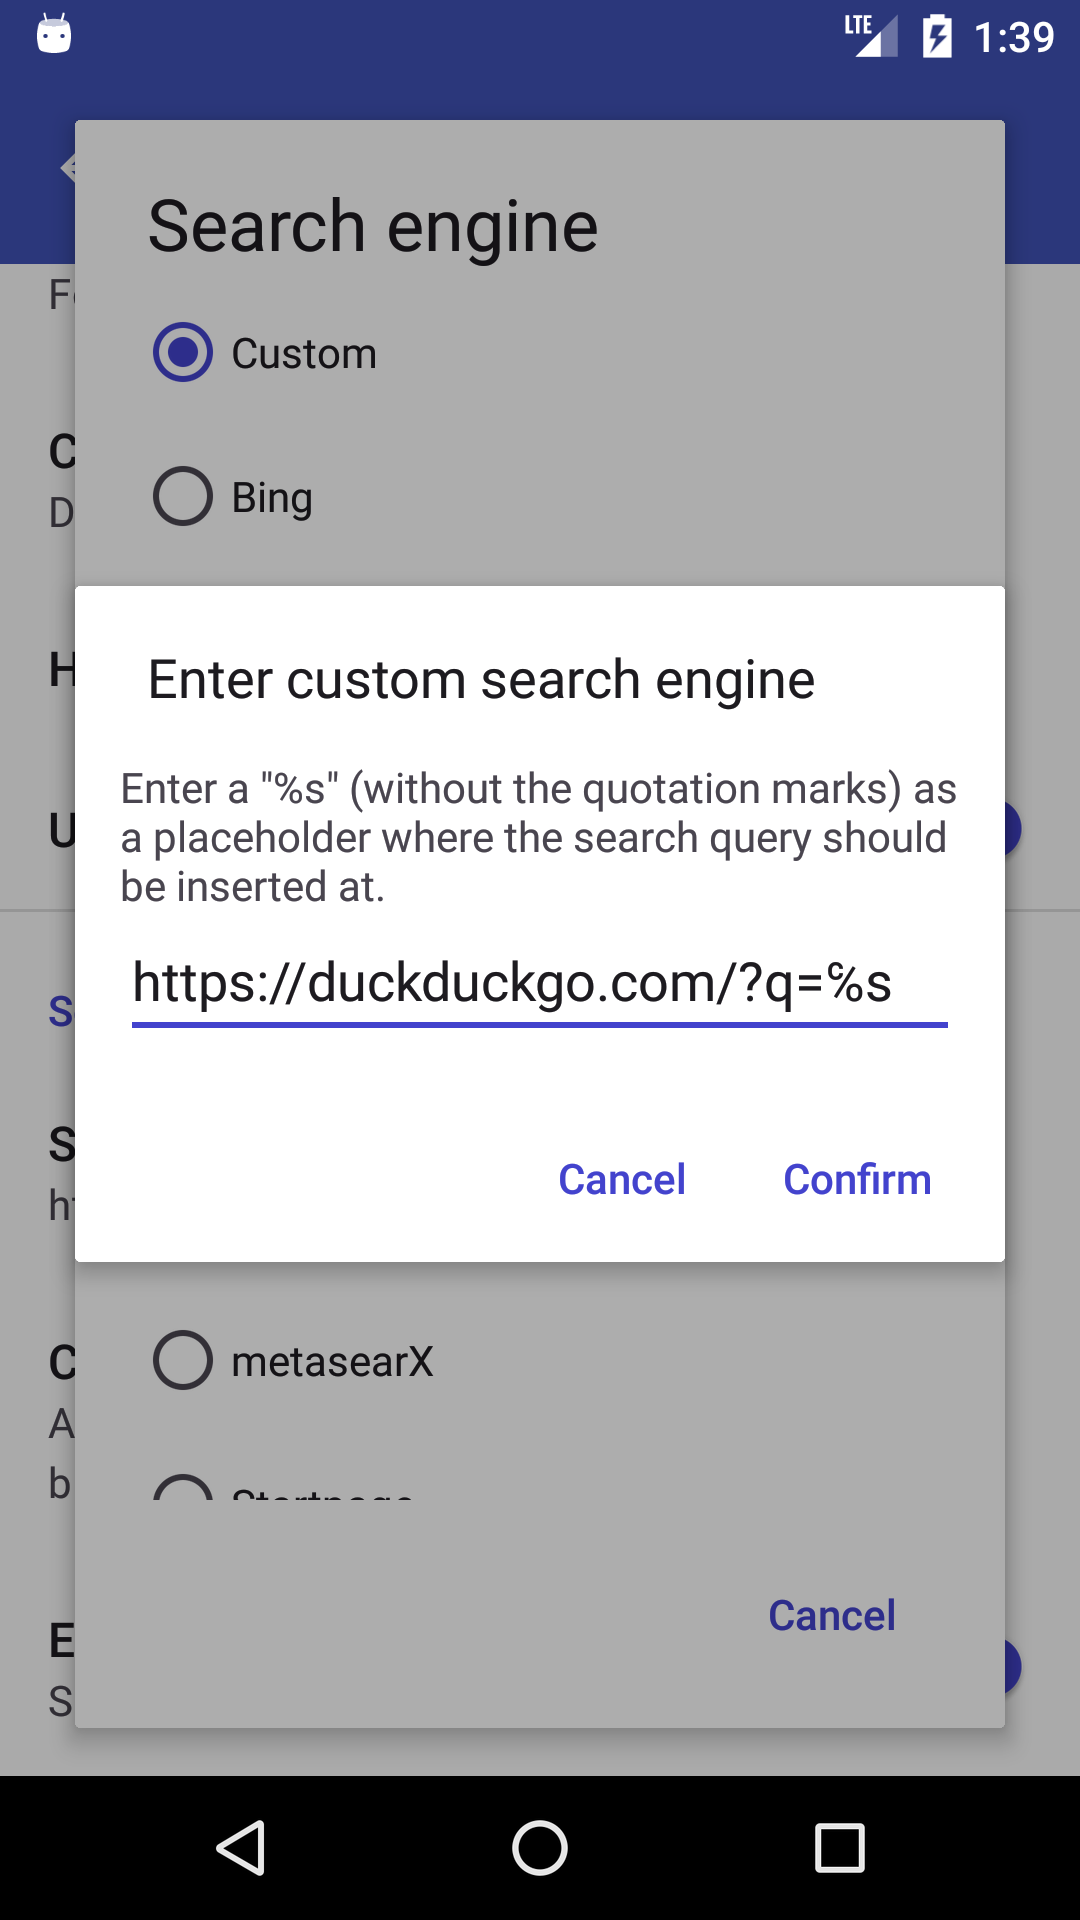 LTE 1:39
Search engine
Custom
Bing
Enter custom search engine
Enter a "%s" (without the quotation marks) as
a placeholder where the search query should
be inserted at.
https://duckduckgo.com/?q=%s
Cancel Confirm
metasearX
Startpage
Cancel